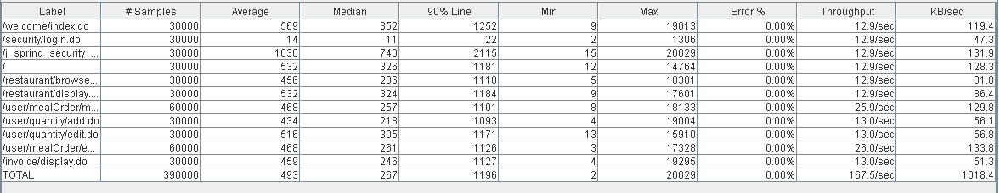 Label # Samples Average Median 90% Line Min Max Error % Throughput KB/sec
/welcome/index.do 30000 569 352 1252 9 19013 0.00% 12.9/sec 119.4
/security/login.do 30000 14 11 22 2 1306 0.00% 12.9/sec 47.3
/j_spring_security_... 30000 1030 740 2115 15 20029 0.00% 12.9/sec 131.9
/ 30000 532 326 1181 12 14764 0.00% 12.9/sec 128.3
/restaurant/browse... 30000 456 236 1110 5 18381 0.00% 12.9/sec 81.8
/restaurant/display.... 30000 532 324 1184 9 17601 0.00% 12.9/sec 86.4
/user/mealOrder/m... 60000 468 257 1101 8 18133 0.00% 25.9/sec 129.8
/user/quantity/add.do 30000 434 218 1093 4 19004 0.00% 13.0/sec 56.1
/user/quantity/edit.do 30000 516 305 1171 13 15910 0.00% 13.0/sec 56.8
/user/mealOrder/e... 60000 468 261 1126 3 17328 0.00% 26.0/sec 133.8
/invoice/display.do 30000 459 246 1127 4 19295 0.00% 13.0/sec 51.3
TOTAL 390000 493 267 1196 2 20029 0.00% 167.5/sec 1018.4